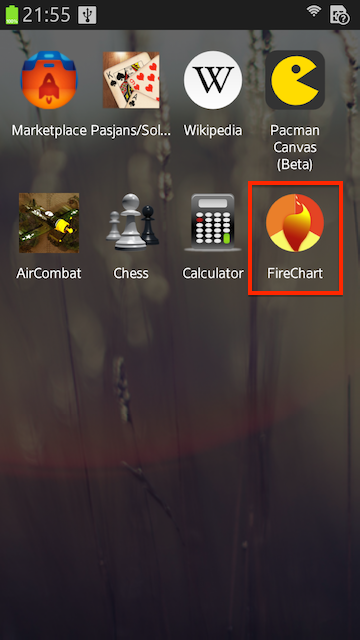 21:55
Marketplace Pasjans/Sol... Wikipedia Pacman
Canvas
(Beta)
AirCombat Chess Calculator FireChart